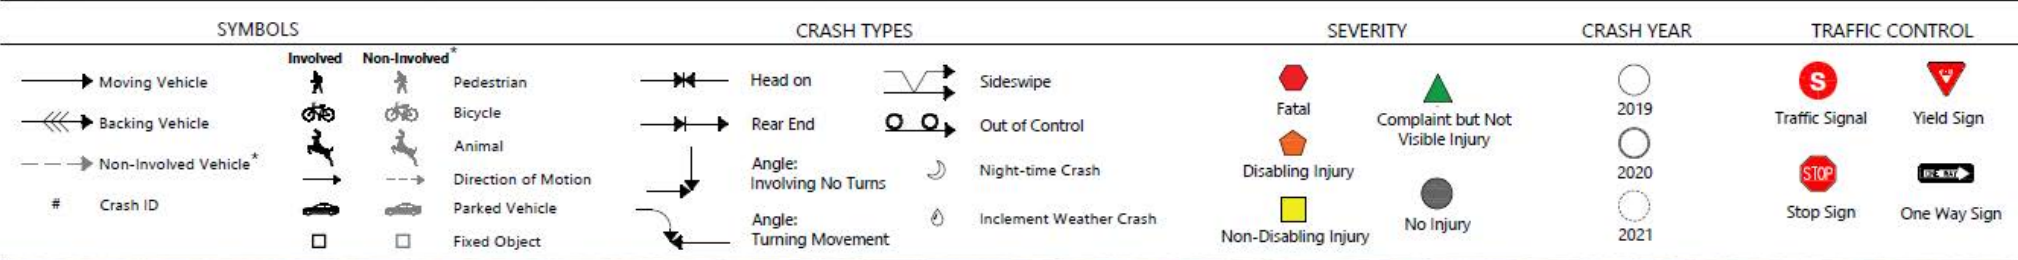 SYMBOLS
Involved Non-Involved*
Moving Vehicle
Backing Vehicle
Non-Involved Vehicle*
# Crash ID
Pedestrian
Bicycle
Animal
Direction of Motion
Parked Vehicle
Fixed Object
CRASH TYPES
Head on
Rear End
Angle:
Involving No Turns
Angle:
Turning Movement
Sideswipe
Out of Control
Night-time Crash
Inclement Weather Crash
SEVERITY
Fatal
Disabling Injury
Non-Disabling Injury
Complaint but Not
Visible Injury
No Injury
CRASH YEAR
2019
2020
2021
TRAFFIC CONTROL
S
Traffic Signal
Yield Sign
STOP
Stop Sign
ONE WAY
One Way Sign